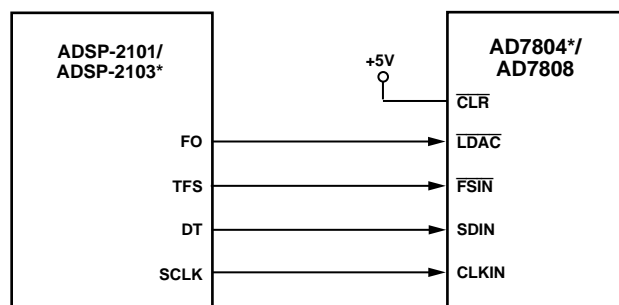 ADSP-2101/
ADSP-2103*
FO
TFS
DT
SCLK
+5V
AD7804*/
AD7808
CLR
LDAC
FSIN
SDIN
CLKIN